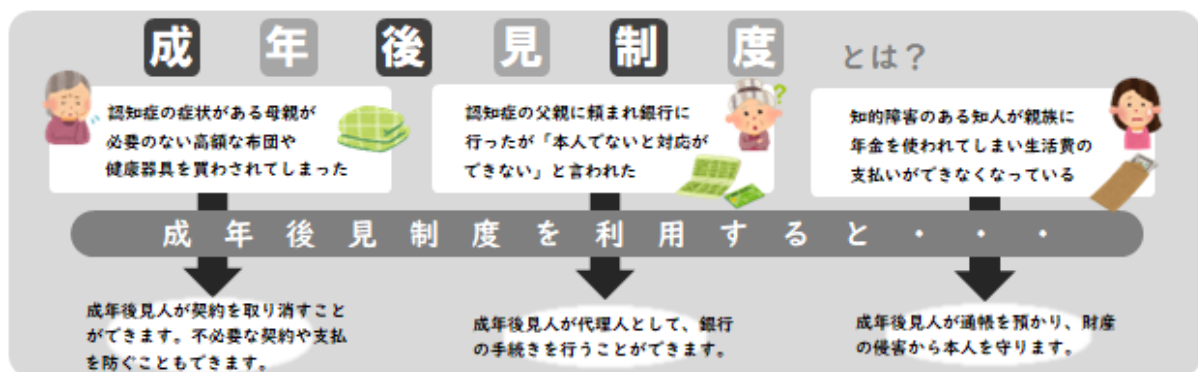 成年後見制度 とは？
認知症の症状がある母親が
必要のない高額な布団や
健康器具を買わされてしまった
認知症の父親に頼まれ銀行に
行ったが「本人でないと対応が
できない」と言われた
?
知的障害のある知人が親族に
年金を使われてしまい生活費の
支払いができなくなっている
成年後見制度を利用すると・・・
成年後見人が契約を取り消すこと
ができます。不必要な契約や支払
を防ぐこともできます。
成年後見人が代理人として、銀行
の手続きを行うことができます。
成年後見人が通帳を預かり、財産
の侵害から本人を守ります。